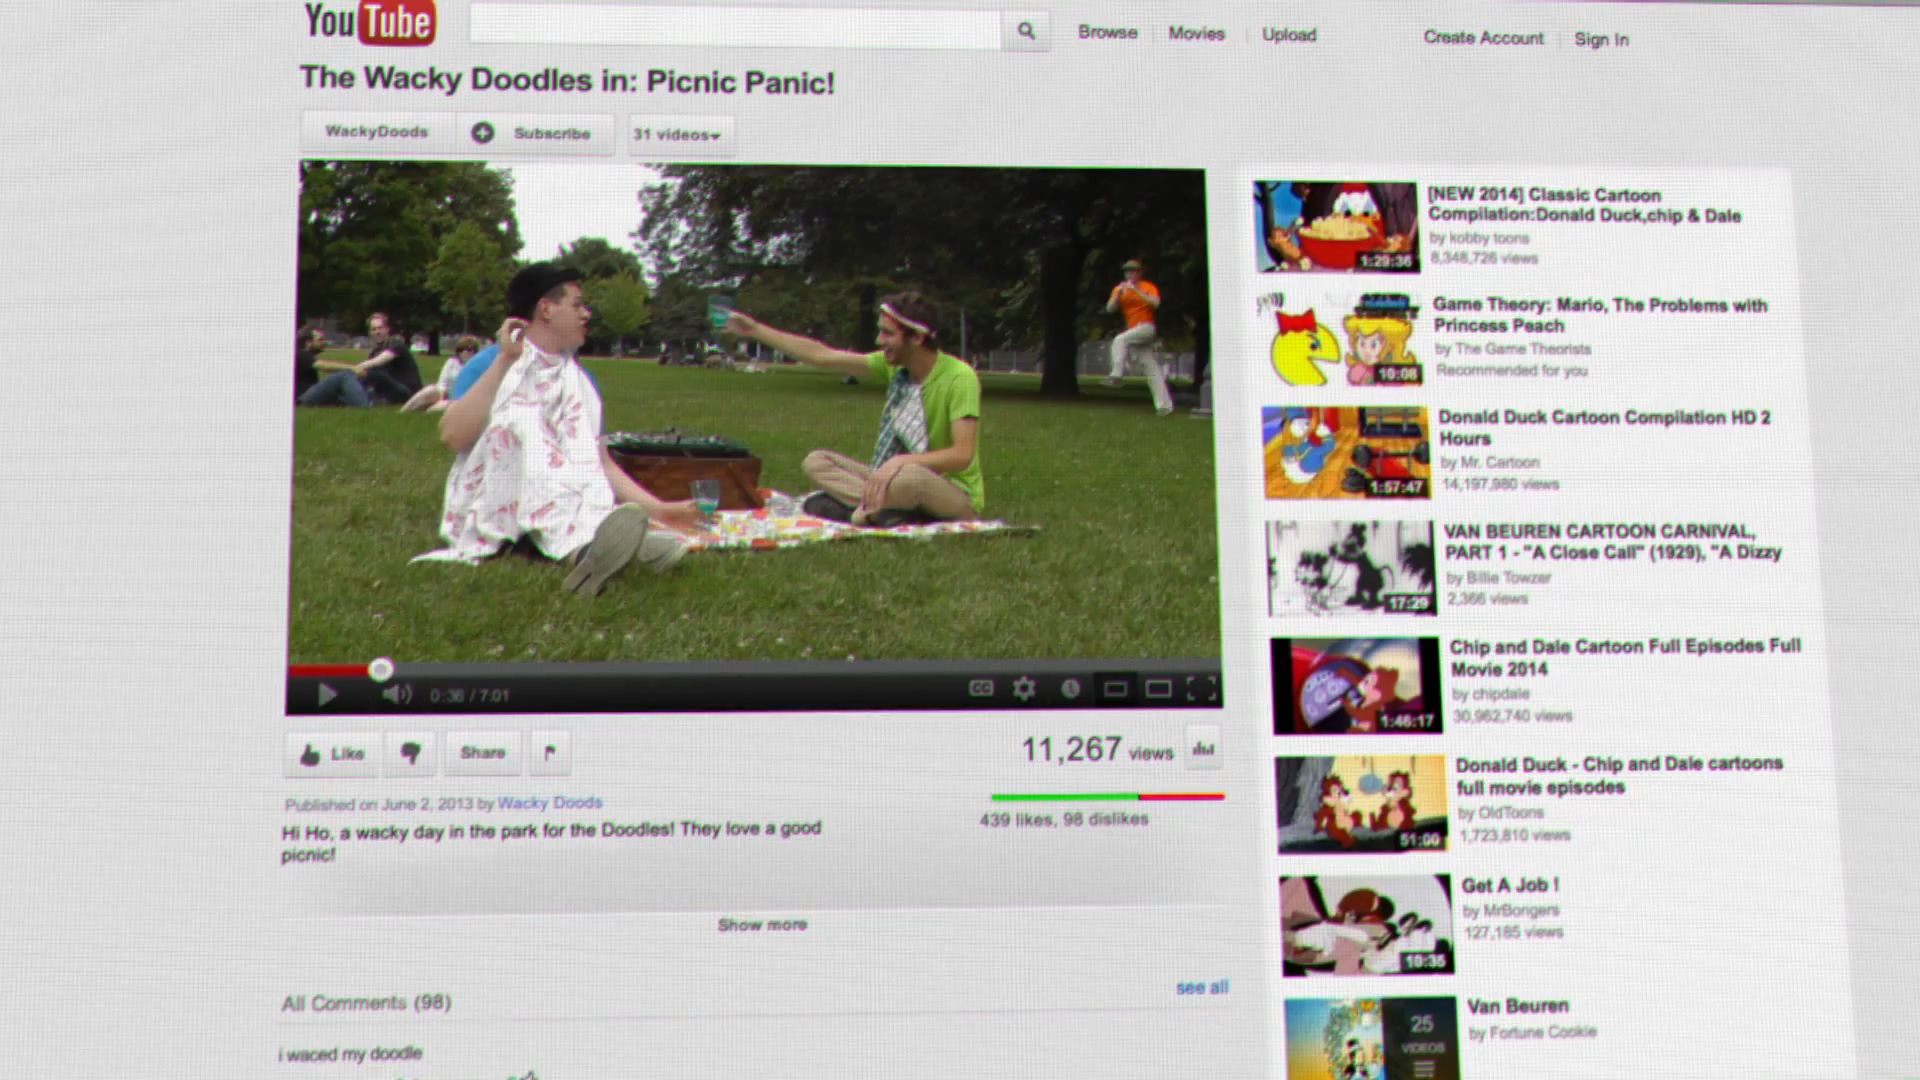 YouTube
Browse
Movies
Upload
Create Account
Sign In
The Wacky Doodles in: Picnic Panic!
WackyDoods
Subscribe
31 videos
[NEW 2014] Classic Cartoon
Compilation:Donald Duck,chip & Dale
by kobby toons
8,348,726 views
1:29:36
Game Theory: Mario, The Problems with
Princess Peach
by The Game Theorists
Recommended for you
10:08
Donald Duck Cartoon Compilation HD 2
Hours
by Mr. Cartoon
14,197,980 views
1:57:47
VAN BEUREN CARTOON CARNIVAL,
PART 1 - "A Close Call" (1929), "A Dizzy
by Billie Towzer
2,366 views
17:29
Chip and Dale Cartoon Full Episodes Full
Movie 2014
by chipdale
30,962,740 views
1:46:17
Donald Duck - Chip and Dale cartoons
full movie episodes
by OldToons
1,723,810 views
51:00
Get A Job !
by MrBongers
127,185 views
10:35
Van Beuren
by Fortune Cookie
25
VIDEOS
0:36 / 7:01
CC
Like
Share
11,267 views
Published on June 2, 2013 by Wacky Doods
439 likes, 98 dislikes
Hi Ho, a wacky day in the park for the Doodles! They love a good
picnic!
Show more
All Comments (98)
see all
i waced my doodle